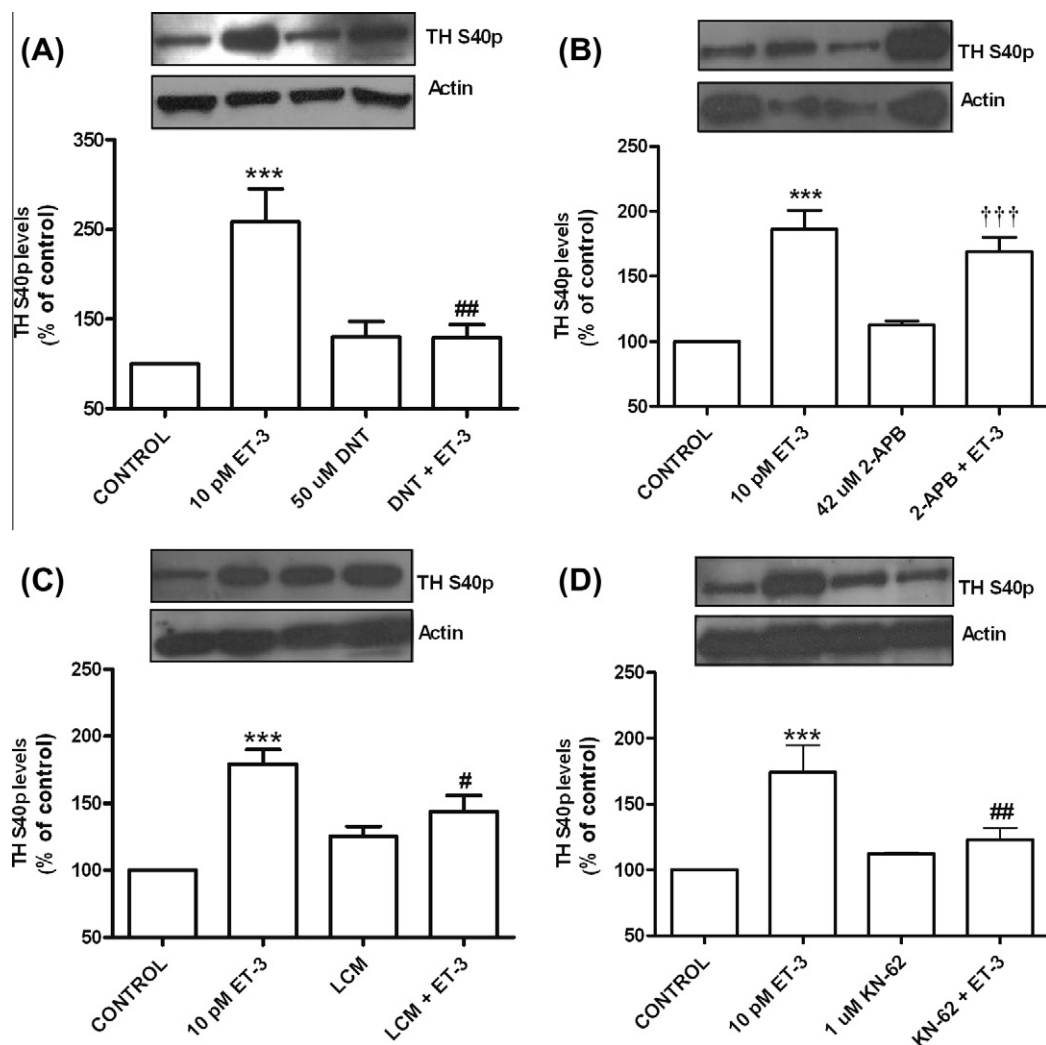 (A)
TH S40p
Actin
TH S40p levels
(% of control)
350
250
150
50
***
##
CONTROL
10 pM ET-3
50 uM DNT
DNT + ET-3
(B)
TH S40p
Actin
TH S40p levels
(% of control)
250
200
150
100
50
***
†††
CONTROL
10 pM ET-3
42 uM 2-APB
2-APB + ET-3
(C)
TH S40p
Actin
TH S40p levels
(% of control)
250
200
150
100
50
***
#
CONTROL
10 pM ET-3
LCM
LCM + ET-3
(D)
TH S40p
Actin
TH S40p levels
(% of control)
250
200
150
100
50
***
##
CONTROL
10 pM ET-3
1 uM KN-62
KN-62 + ET-3